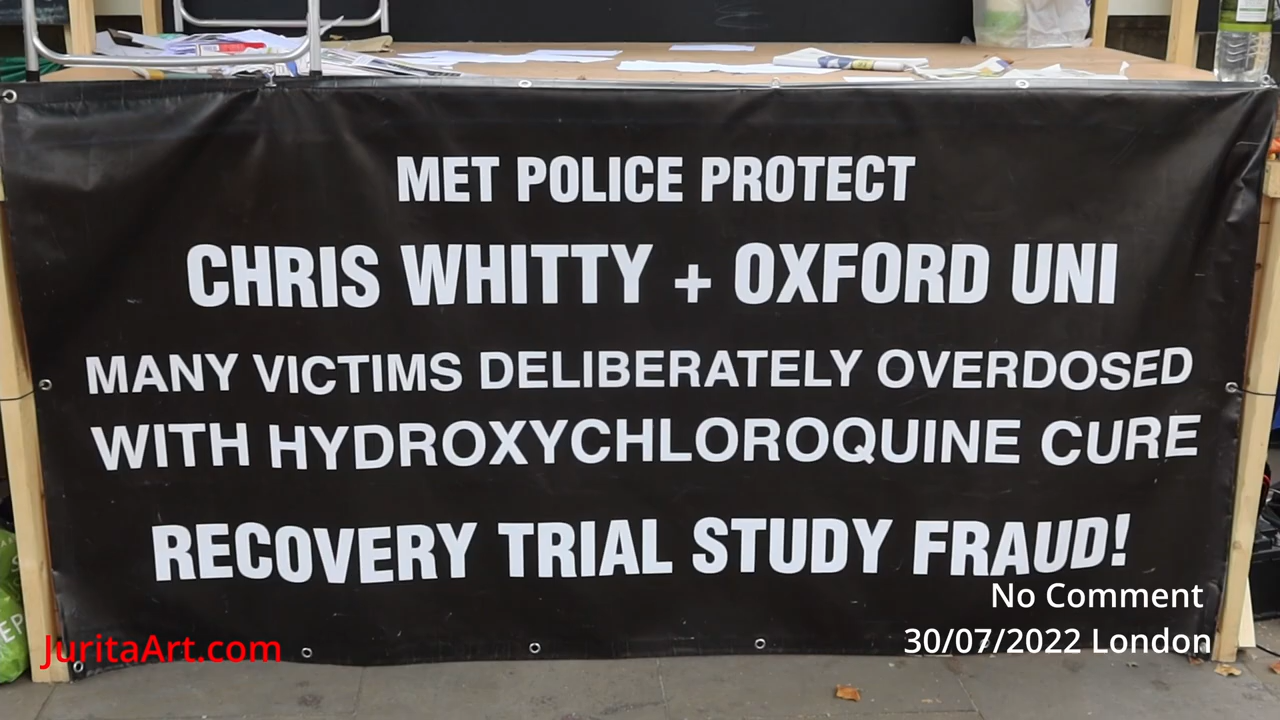 MET POLICE PROTECT
CHRIS WHITTY + OXFORD UNI
MANY VICTIMS DELIBERATELY OVERDOSED
WITH HYDROXYCHLOROQUINE CURE
RECOVERY TRIAL STUDY FRAUD!
No Comment
30/07/2022 London
JuritaArt.com